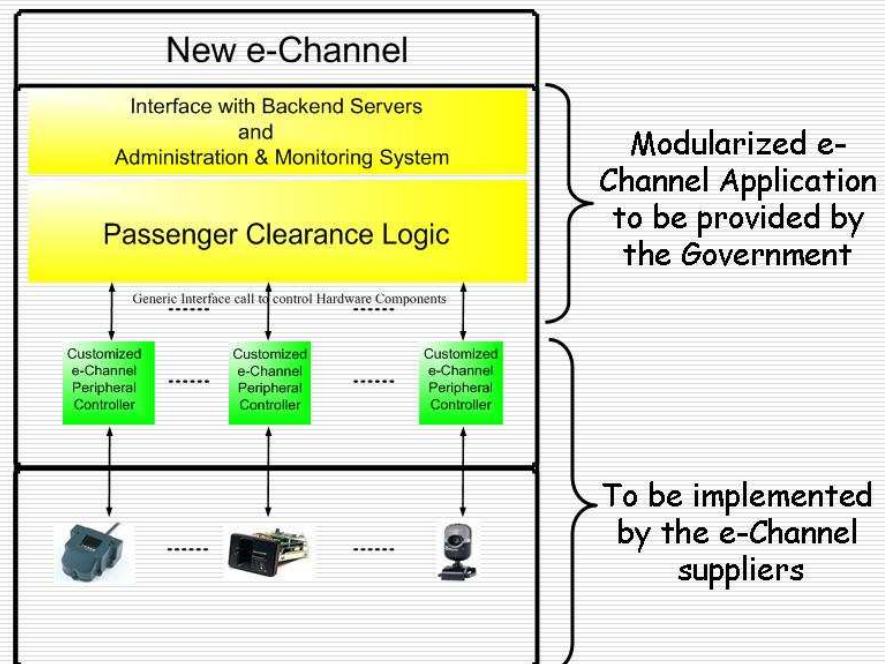 New e-Channel
Interface with Backend Servers
and
Administration & Monitoring System
Passenger Clearance Logic
Generic Interface call to control Hardware Components
Customized
e-Channel
Peripheral
Controller
Customized
e-Channel
Peripheral
Controller
Customized
e-Channel
Peripheral
Controller
Modularized e-
Channel Application
to be provided by
the Government
To be implemented
by the e-Channel
suppliers